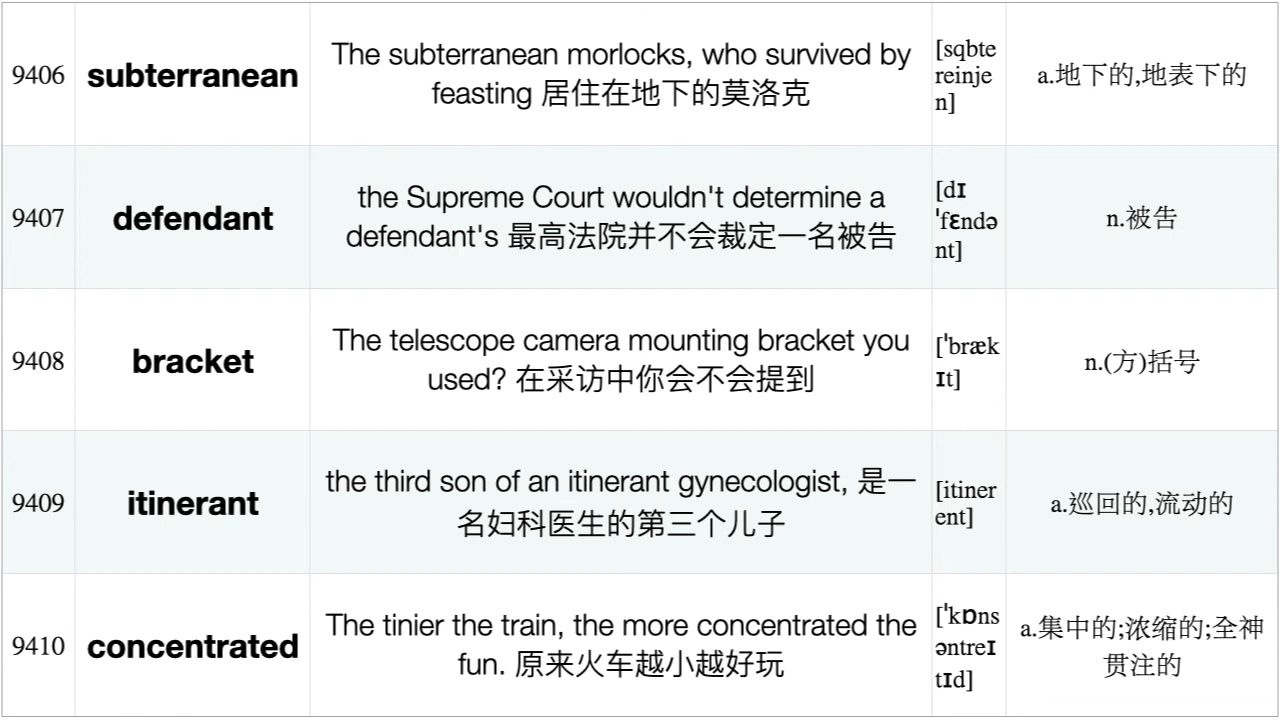 9406
subterranean
The subterranean morlocks, who survived by
feasting 居住在地下的莫洛克
[sqbte
reinje
n]
a.地下的,地表下的
9407
defendant
the Supreme Court wouldn't determine a
defendant's 最高法院并不会裁定一名被告
[dɪ
ˈfɛndə
nt]
n.被告
9408
bracket
The telescope camera mounting bracket you
used? 在采访中你会不会提到
[ˈbræk
ɪt]
n.(方)括号
9409
itinerant
the third son of an itinerant gynecologist, 是一
名妇科医生的第三个儿子
[itiner
ent]
a.巡回的,流动的
9410
concentrated
The tinier the train, the more concentrated the
fun. 原来火车越小越好玩
[ˈkɒns
əntreɪ
tɪd]
a.集中的;浓缩的;全神
贯注的